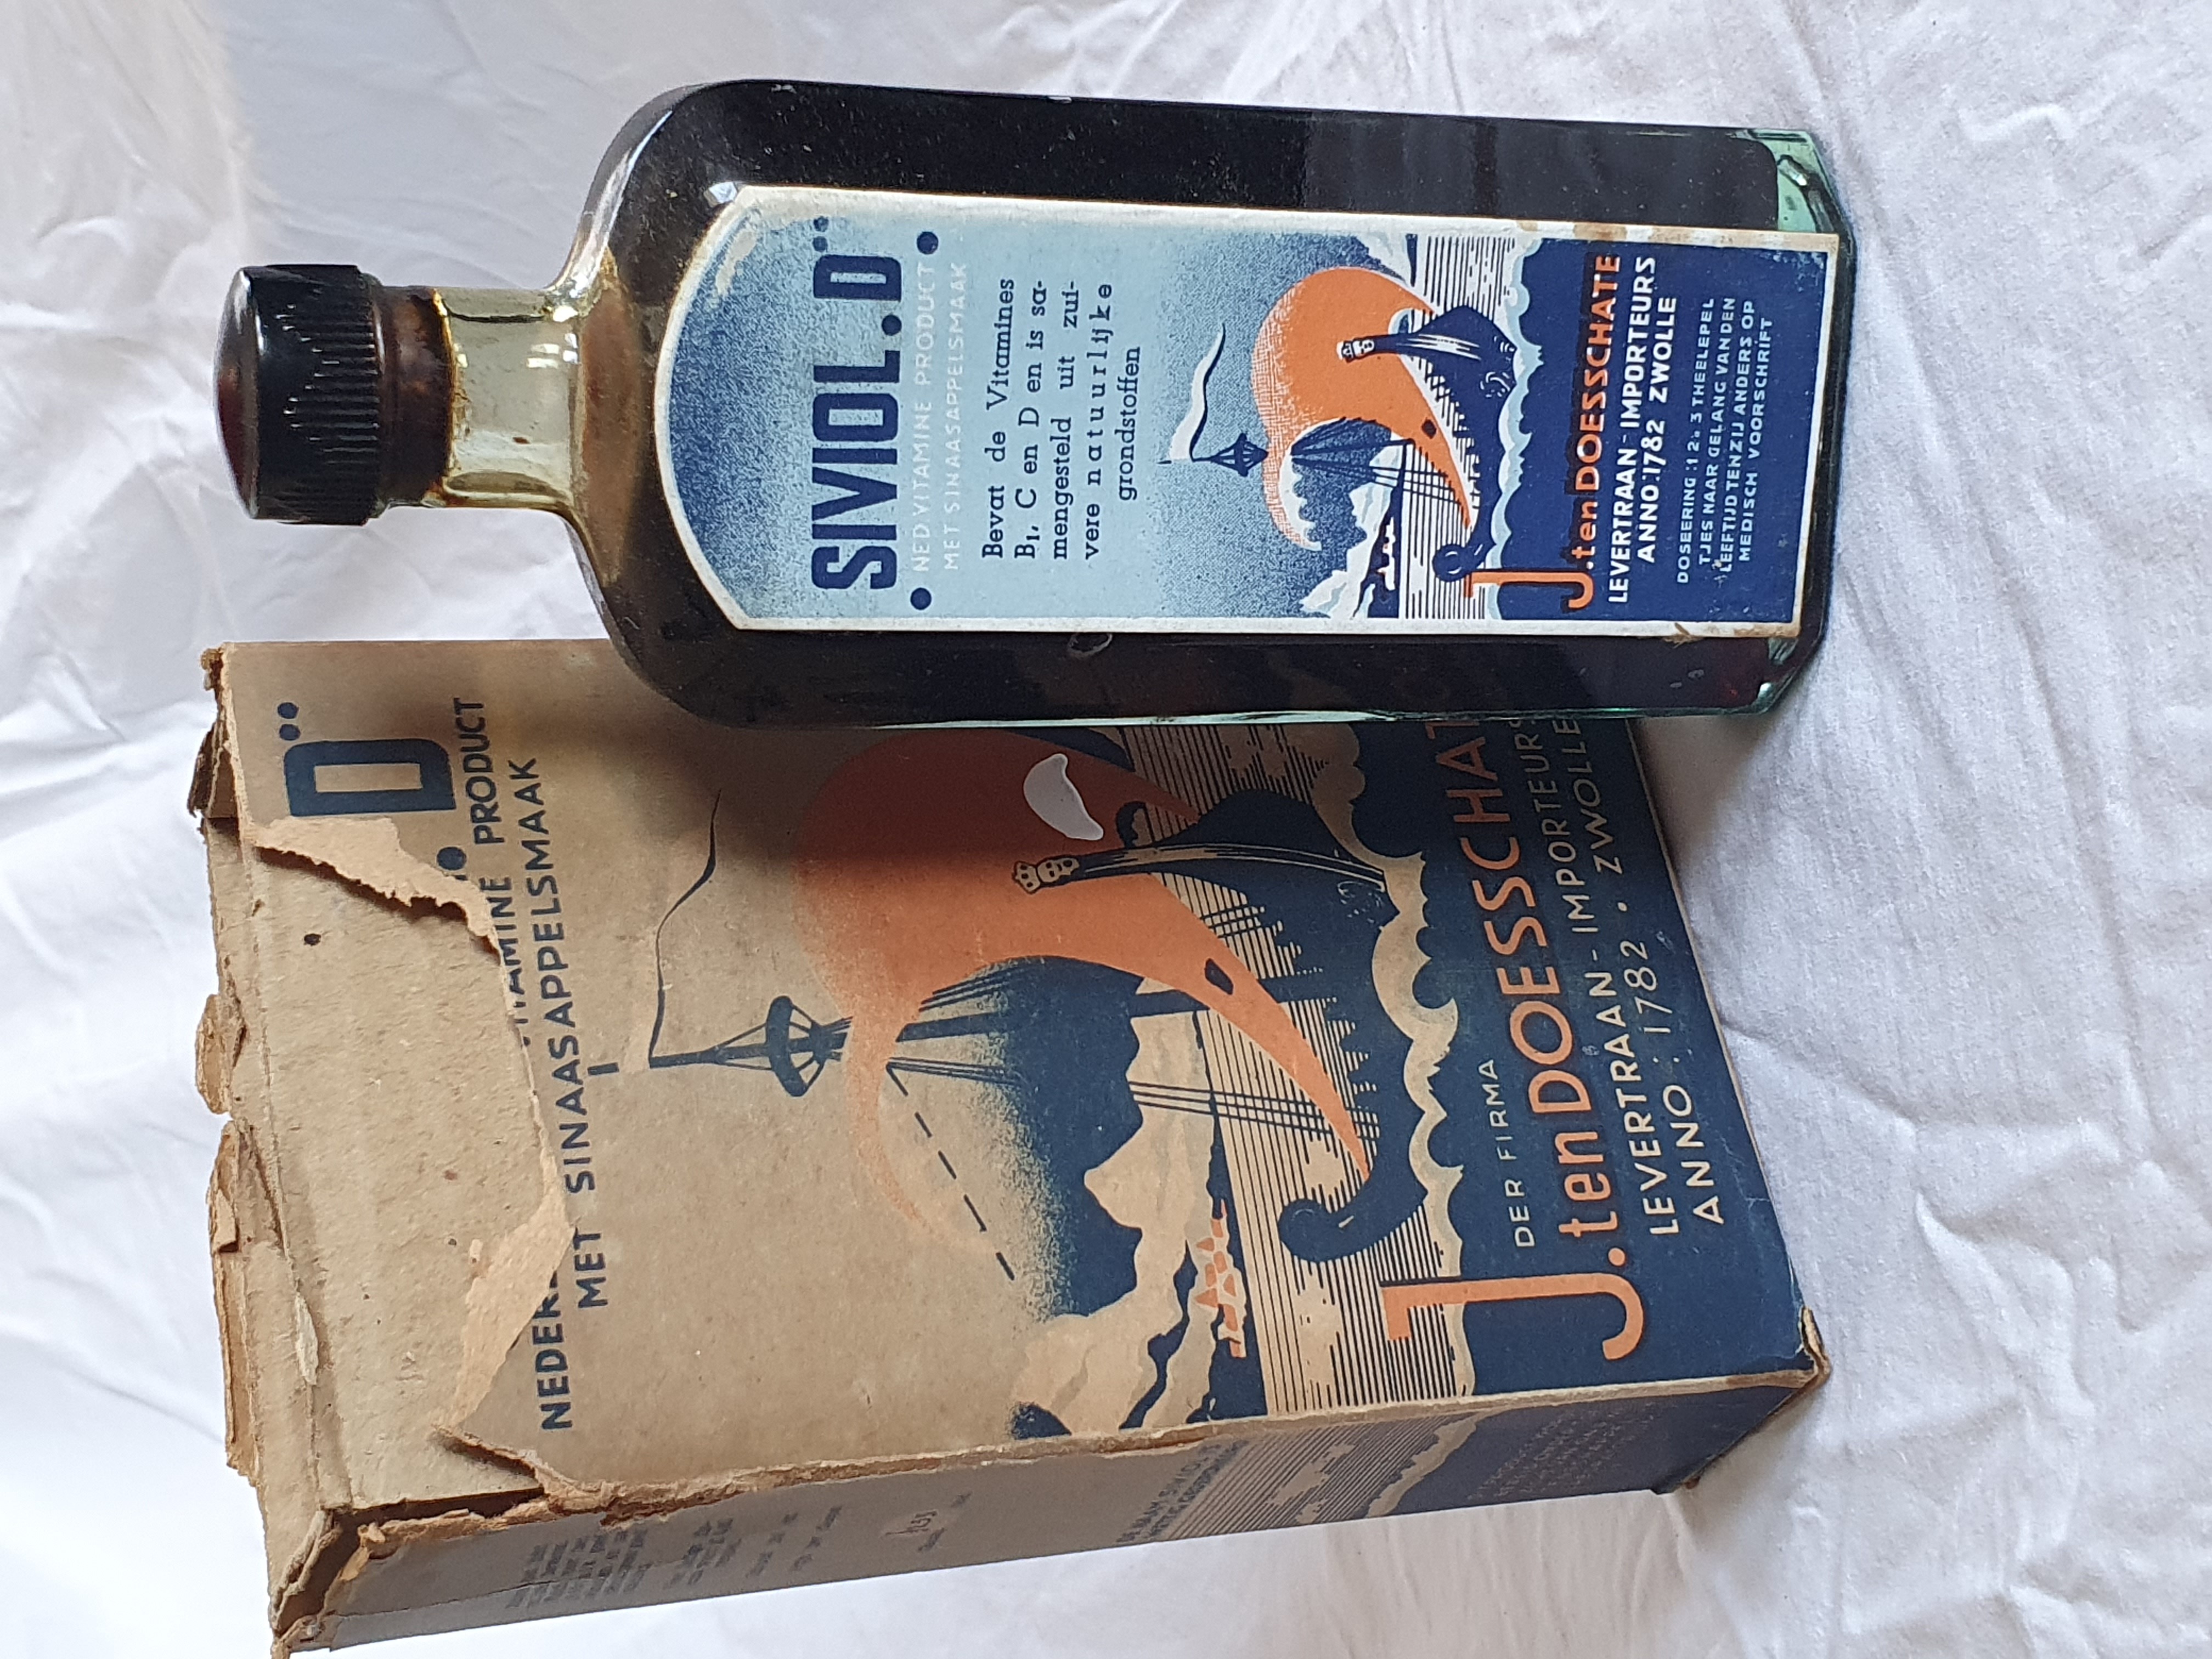 SIVIOL.D"
• NED VITAMINE PRODUCT •
MET SINAASAPPELSMAAK
Bevat de Vitamines
B1, C en D en is sa-
mengesteld uit zui-
vere natuurlijke
grondstoffen
J. ten DOESSCHATE
LEVERTRAAN-IMPORTEURS
ANNO:1782 ZWOLLE
DOSEERING: 1 2 à 3 THEELEPEL
TJES NAAR GELANG VAN DEN
LEEFTIJD TENZIJ ANDERS OP
MEDISCH VOORSCHRIFT
D"
NEDER VITAMINE PRODUCT
MET SINAASAPPELSMAAK
DER FIRMA
J. ten DOESSCHAT
LEVERTRAAN-IMPORTEURS
ANNO: 1782. ZWOLLE